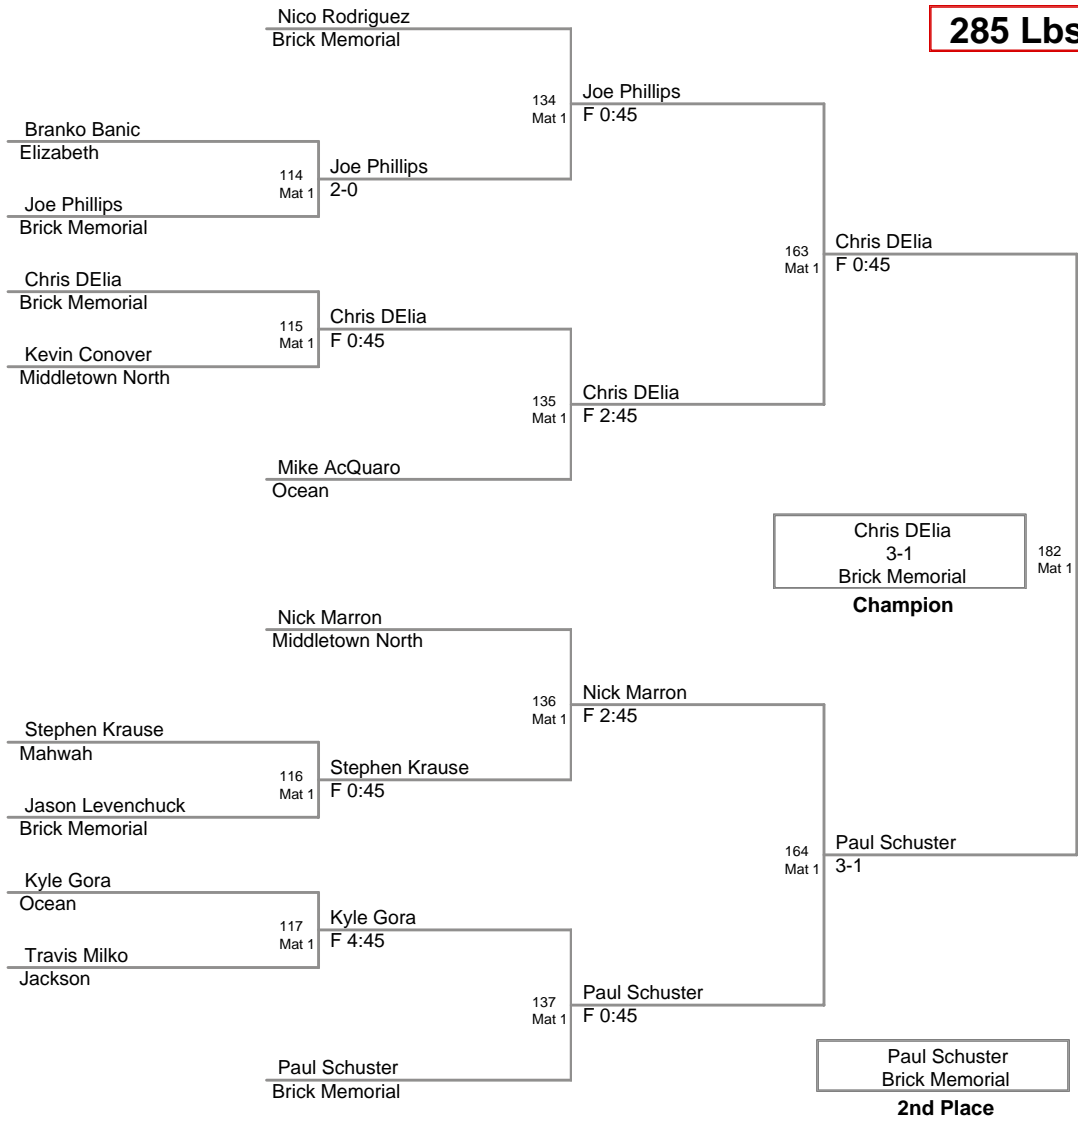 Nico Rodriguez
Brick Memorial
285 Lbs
134
Mat 1
Joe Phillips
F 0:45
Branko Banic
Elizabeth
114
Mat 1
Joe Phillips
2-0
Joe Phillips
Brick Memorial
163
Mat 1
Chris DElia
F 0:45
Chris DElia
Brick Memorial
115
Mat 1
Chris DElia
F 0:45
Kevin Conover
Middletown North
135
Mat 1
Chris DElia
F 2:45
Mike AcQuaro
Ocean
Chris DElia
3-1
Brick Memorial
Champion
182
Mat 1
Nick Marron
Middletown North
136
Mat 1
Nick Marron
F 2:45
Stephen Krause
Mahwah
116
Mat 1
Stephen Krause
F 0:45
Jason Levenchuck
Brick Memorial
164
Mat 1
Paul Schuster
3-1
Kyle Gora
Ocean
117
Mat 1
Kyle Gora
F 4:45
Travis Milko
Jackson
137
Mat 1
Paul Schuster
F 0:45
Paul Schuster
Brick Memorial
Paul Schuster
Brick Memorial
2nd Place